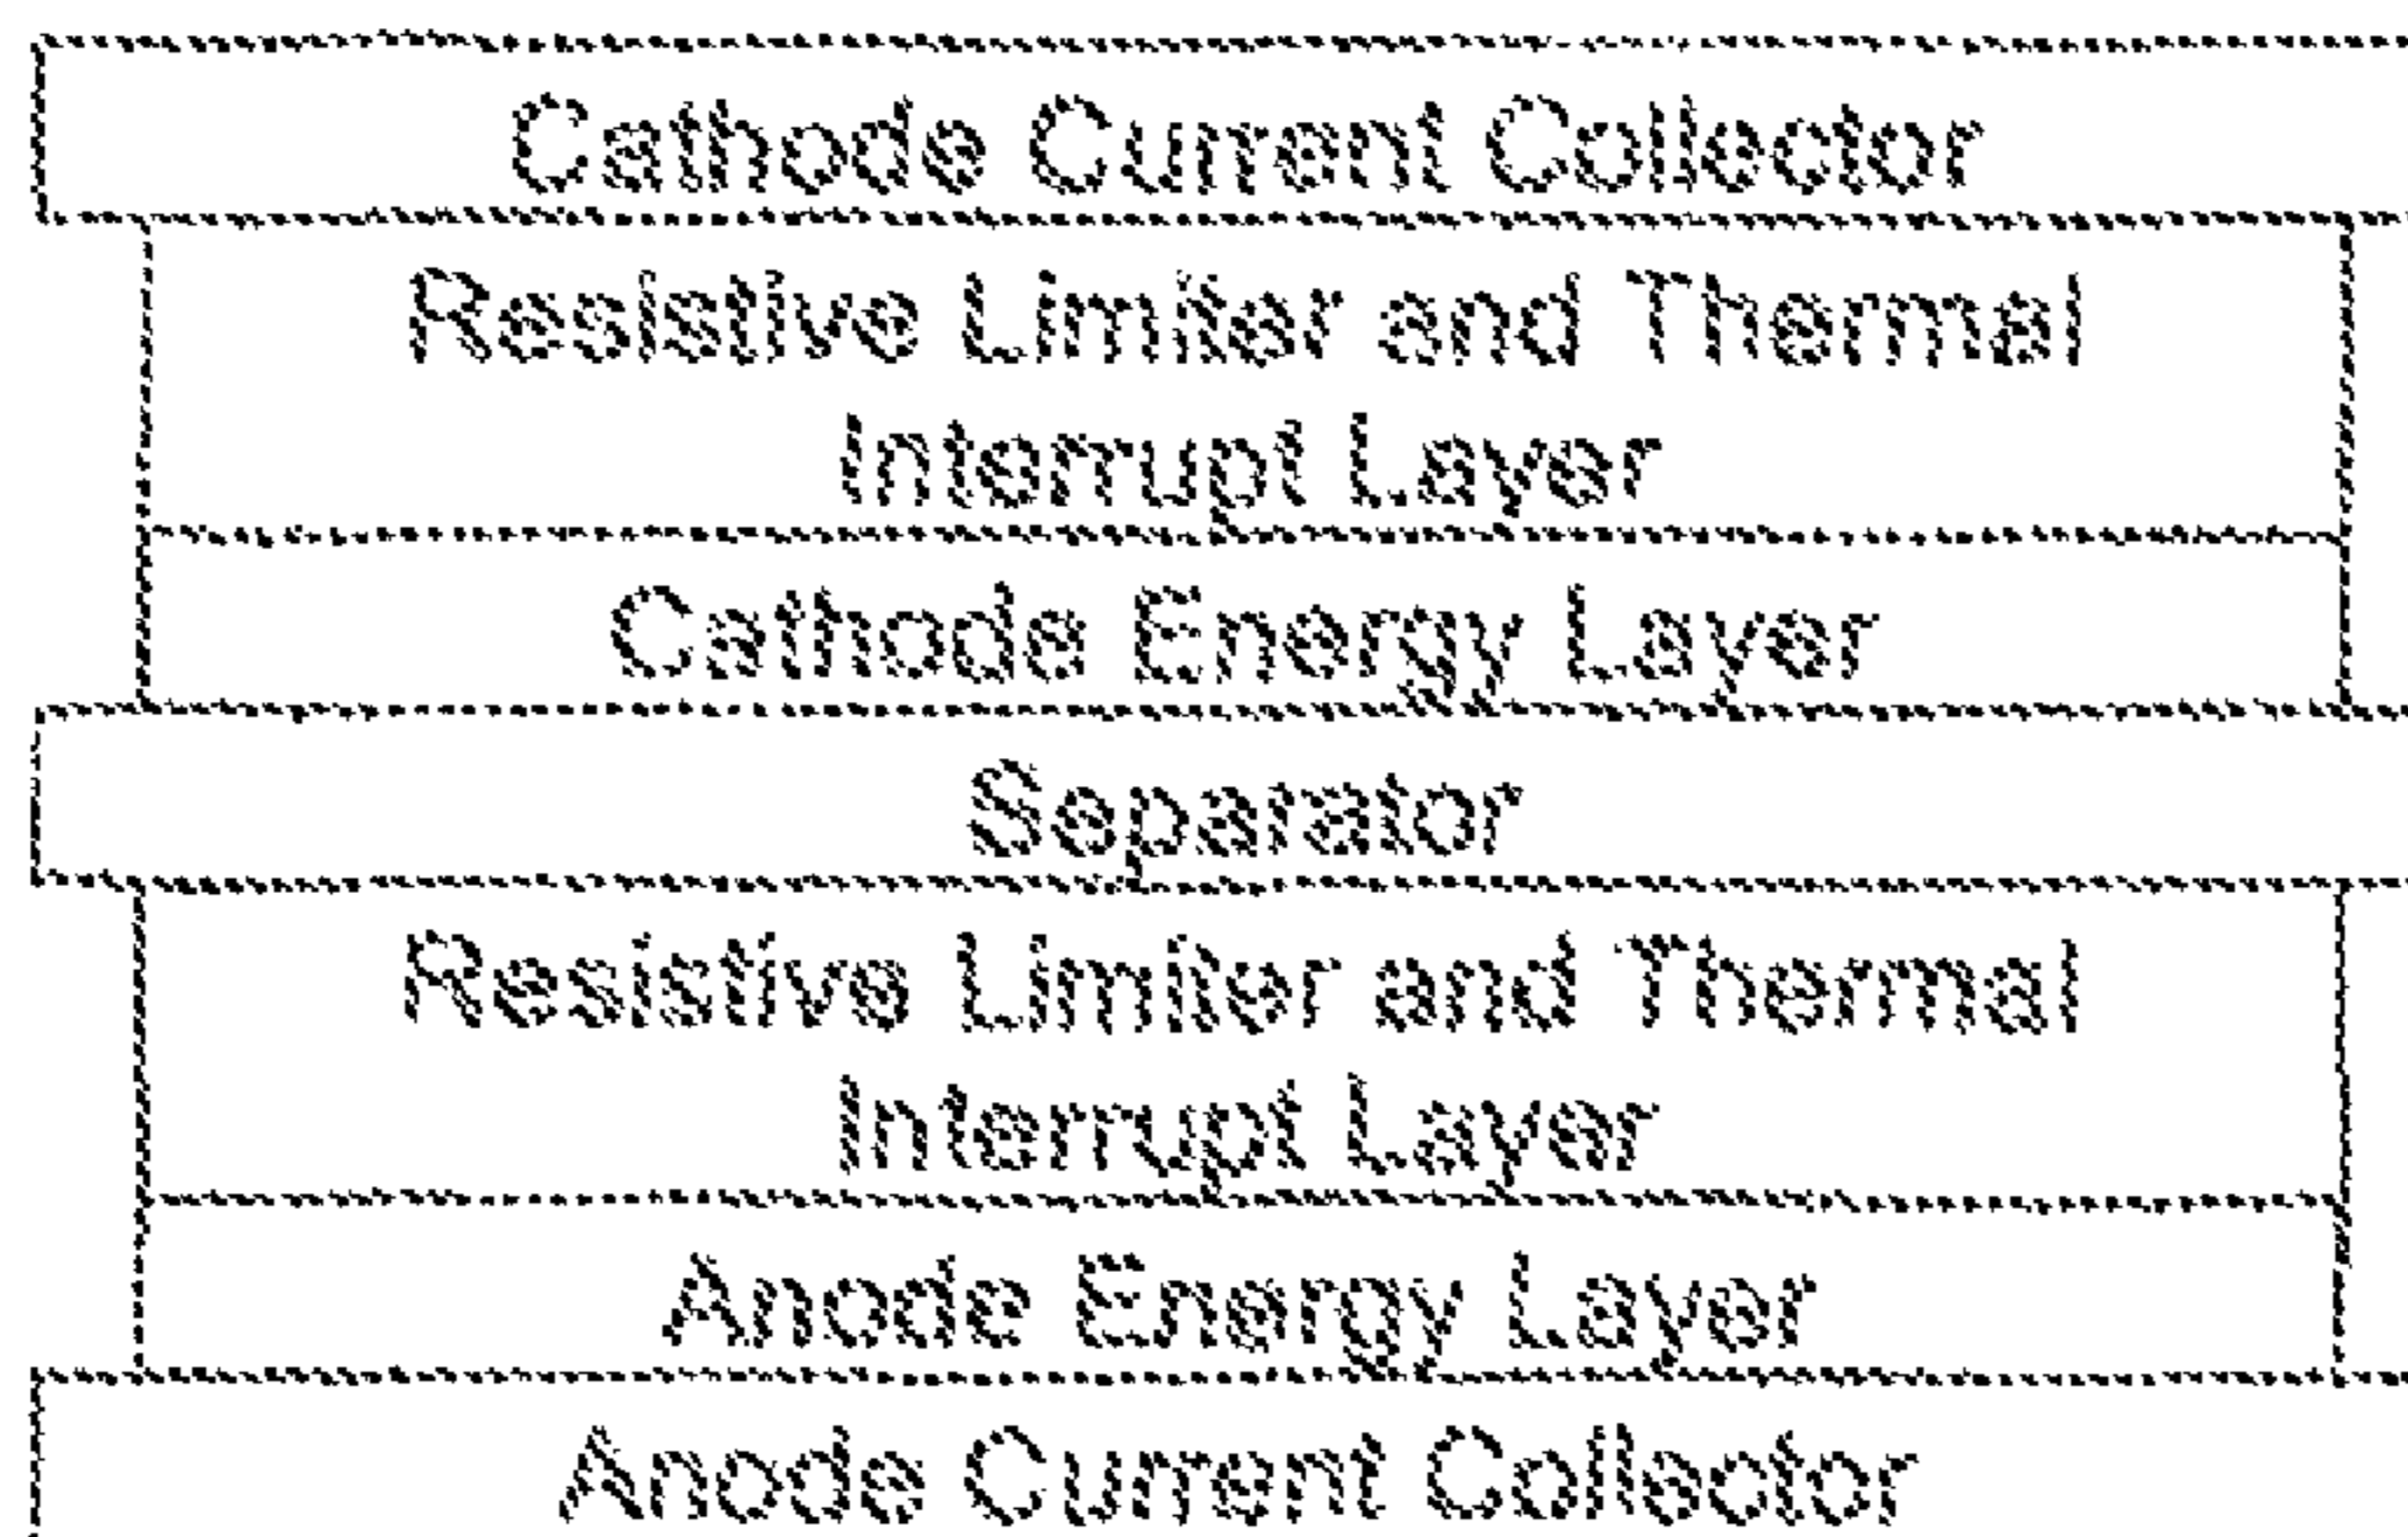 Cathode Current Collector
Resistive Limiter and Thermal
Interrupt Layer
Cathode Energy Layer
Separator
Resistive Limiter and Thermal
Interrupt Layer
Anode Energy Layer
Anode Current Collector